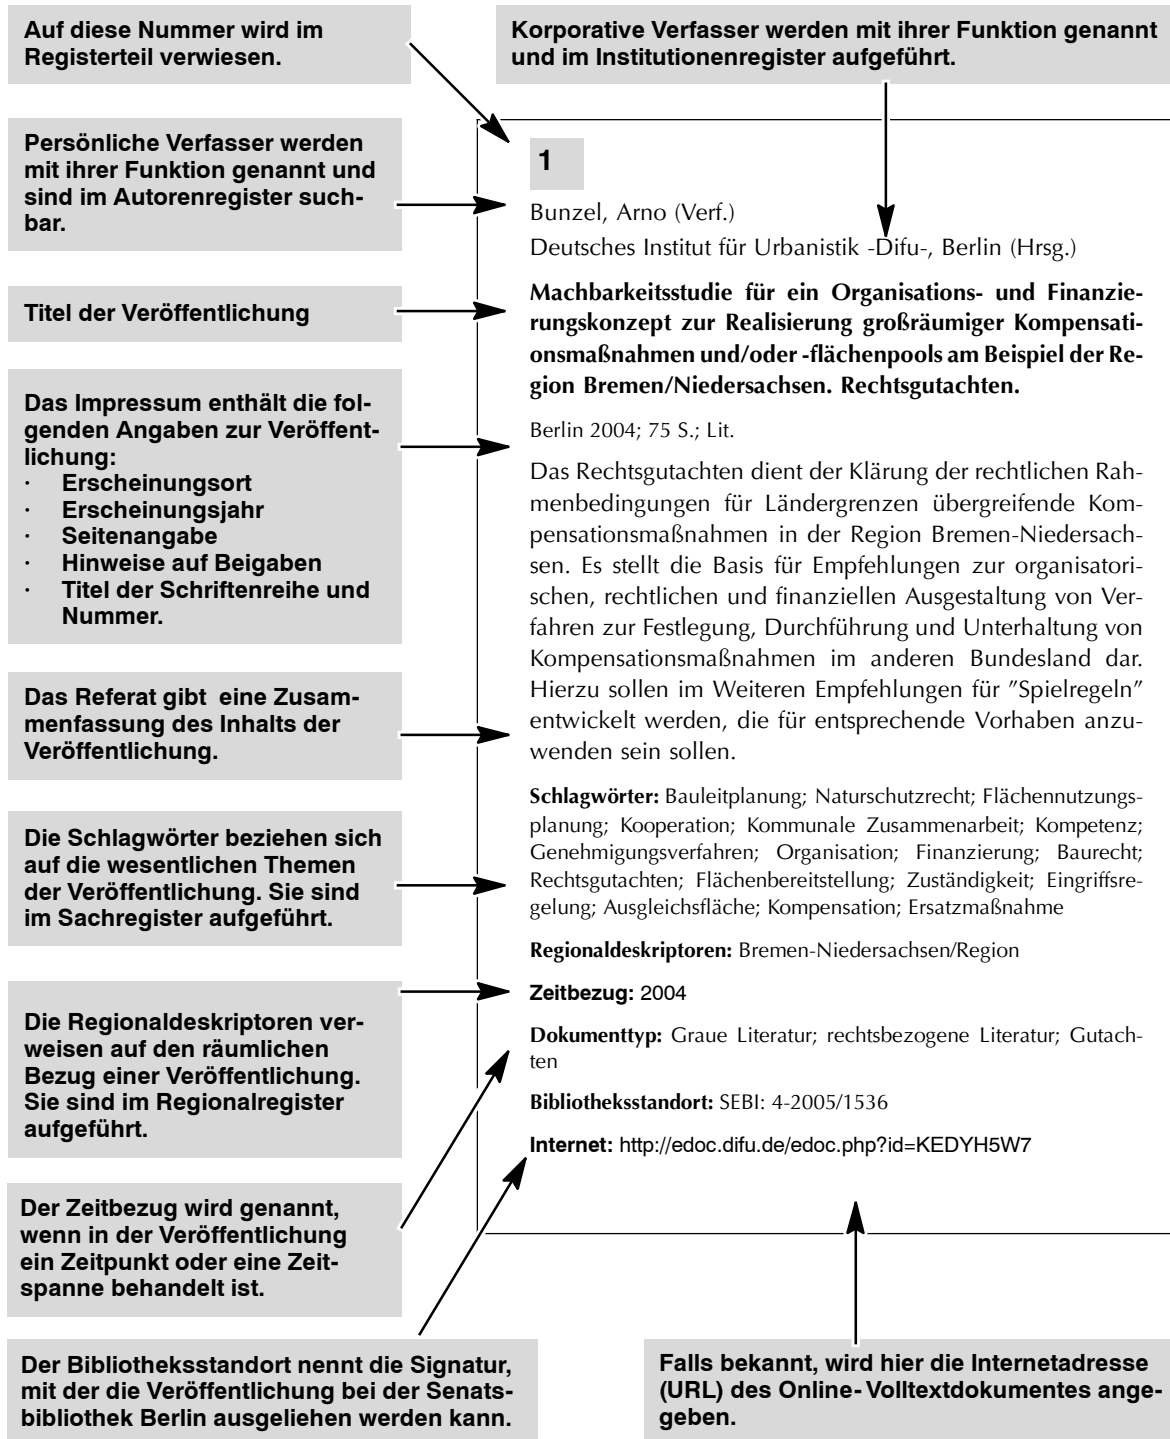 Auf diese Nummer wird im
Registerteil verwiesen.
Korporative Verfasser werden mit ihrer Funktion genannt
und im Institutionenregister aufgeführt.
Persönliche Verfasser werden
mit ihrer Funktion genannt und
sind im Autorenregister such-
bar.
Titel der Veröffentlichung
Das Impressum enthält die fol-
genden Angaben zur Veröffent-
lichung:
· Erscheinungsort
· Erscheinungsjahr
· Seitenangabe
· Hinweise auf Beigaben
· Titel der Schriftenreihe und
Nummer.
Das Referat gibt eine Zusam-
menfassung des Inhalts der
Veröffentlichung.
Die Schlagwörter beziehen sich
auf die wesentlichen Themen
der Veröffentlichung. Sie sind
im Sachregister aufgeführt.
Die Regionaldeskriptoren ver-
weisen auf den räumlichen
Bezug einer Veröffentlichung.
Sie sind im Regionalregister
aufgeführt.
Der Zeitbezug wird genannt,
wenn in der Veröffentlichung
ein Zeitpunkt oder eine Zeit-
spanne behandelt ist.
Der Bibliotheksstandort nennt die Signatur,
mit der die Veröffentlichung bei der Senats-
bibliothek Berlin ausgeliehen werden kann.
1
Bunzel, Arno (Verf.)
Deutsches Institut für Urbanistik -Difu-, Berlin (Hrsg.)
Machbarkeitsstudie für ein Organisations- und Finanzie-
rungskonzept zur Realisierung großräumiger Kompensati-
onsmaßnahmen und/oder -flächenpools am Beispiel der Re-
gion Bremen/Niedersachsen. Rechtsgutachten.
Berlin 2004; 75 S.; Lit.
Das Rechtsgutachten dient der Klärung der rechtlichen Rah-
menbedingungen für Ländergrenzen übergreifende Kom-
pensationsmaßnahmen in der Region Bremen-Niedersach-
sen. Es stellt die Basis für Empfehlungen zur organisatori-
schen, rechtlichen und finanziellen Ausgestaltung von Ver-
fahren zur Festlegung, Durchführung und Unterhaltung von
Kompensationsmaßnahmen im anderen Bundesland dar.
Hierzu sollen im Weiteren Empfehlungen für "Spielregeln"
entwickelt werden, die für entsprechende Vorhaben anzu-
wenden sein sollen.
Schlagwörter: Bauleitplanung; Naturschutzrecht; Flächennutzungs-
planung; Kooperation; Kommunale Zusammenarbeit; Kompetenz;
Genehmigungsverfahren; Organisation; Finanzierung; Baurecht;
Rechtsgutachten; Flächenbereitstellung; Zuständigkeit; Eingriffsre-
gelung; Ausgleichsfläche; Kompensation; Ersatzmaßnahme
Regionaldeskriptoren: Bremen-Niedersachsen/Region
Zeitbezug: 2004
Dokumenttyp: Graue Literatur; rechtsbezogene Literatur; Gutach-
ten
Bibliotheksstandort: SEBI: 4-2005/1536
Internet: http://edoc.difu.de/edoc.php?id=KEDYH5W7
Falls bekannt, wird hier die Internetadresse
(URL) des Online-Volltextdokumentes ange-
geben.